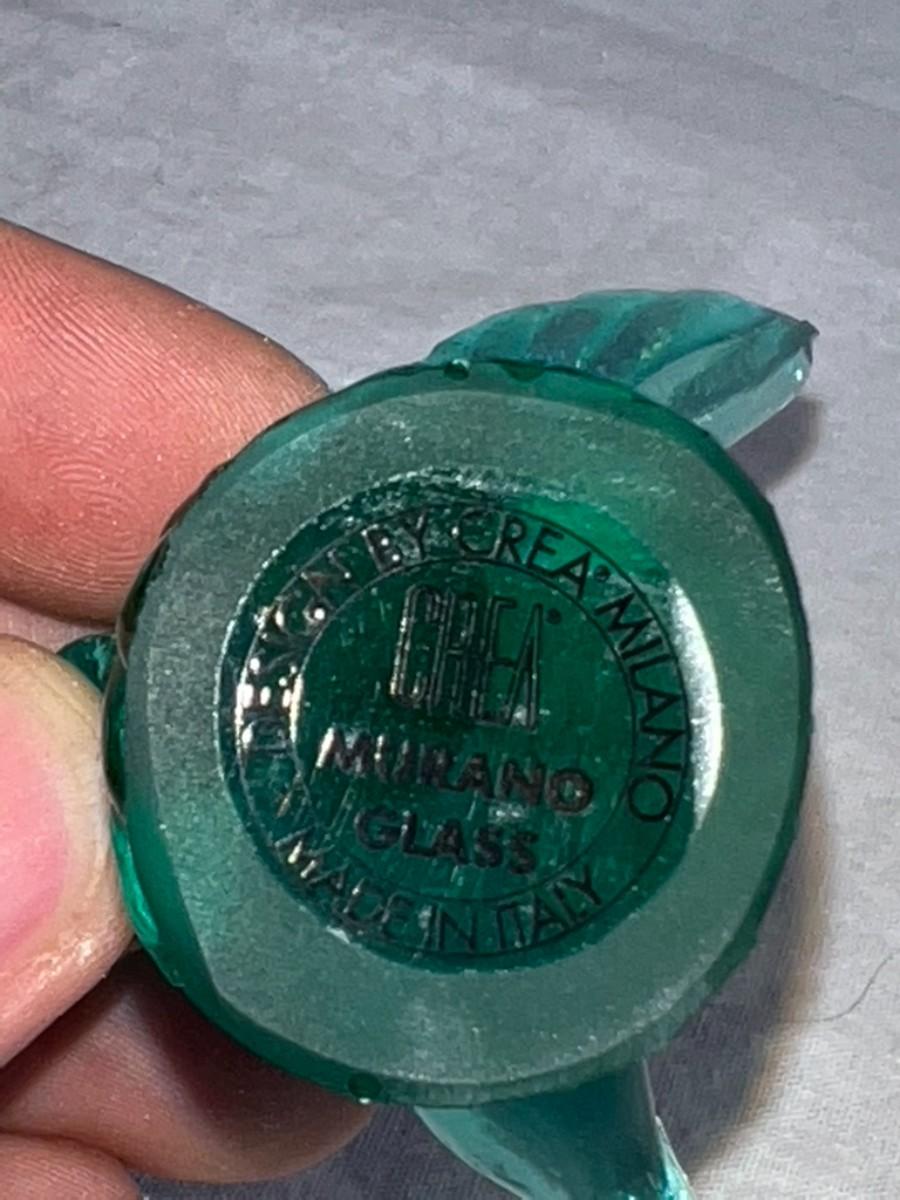 DESIGN BY CREA® MILANO
CREA®
MURANO
GLASS
MADE IN ITALY